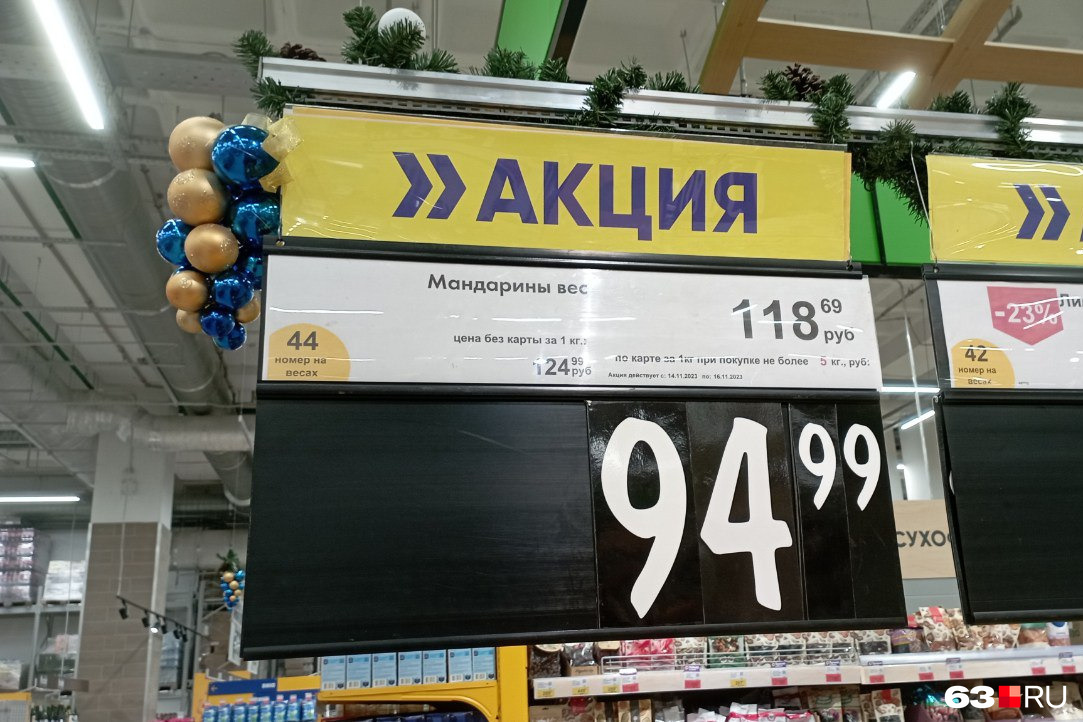 »АКЦИЯ
Мандарины вес
118 69 руб
44
номер на
весах
цена без карты за 1 кг.:
124 99 руб
по карте за 1кг при покупке не более 5 кг., руб:
Акция действует с: 14.11.2023 по: 16.11.2023
94 99
»
-23%
Ли
42
номер на
весах
СУХОФ
63 RU